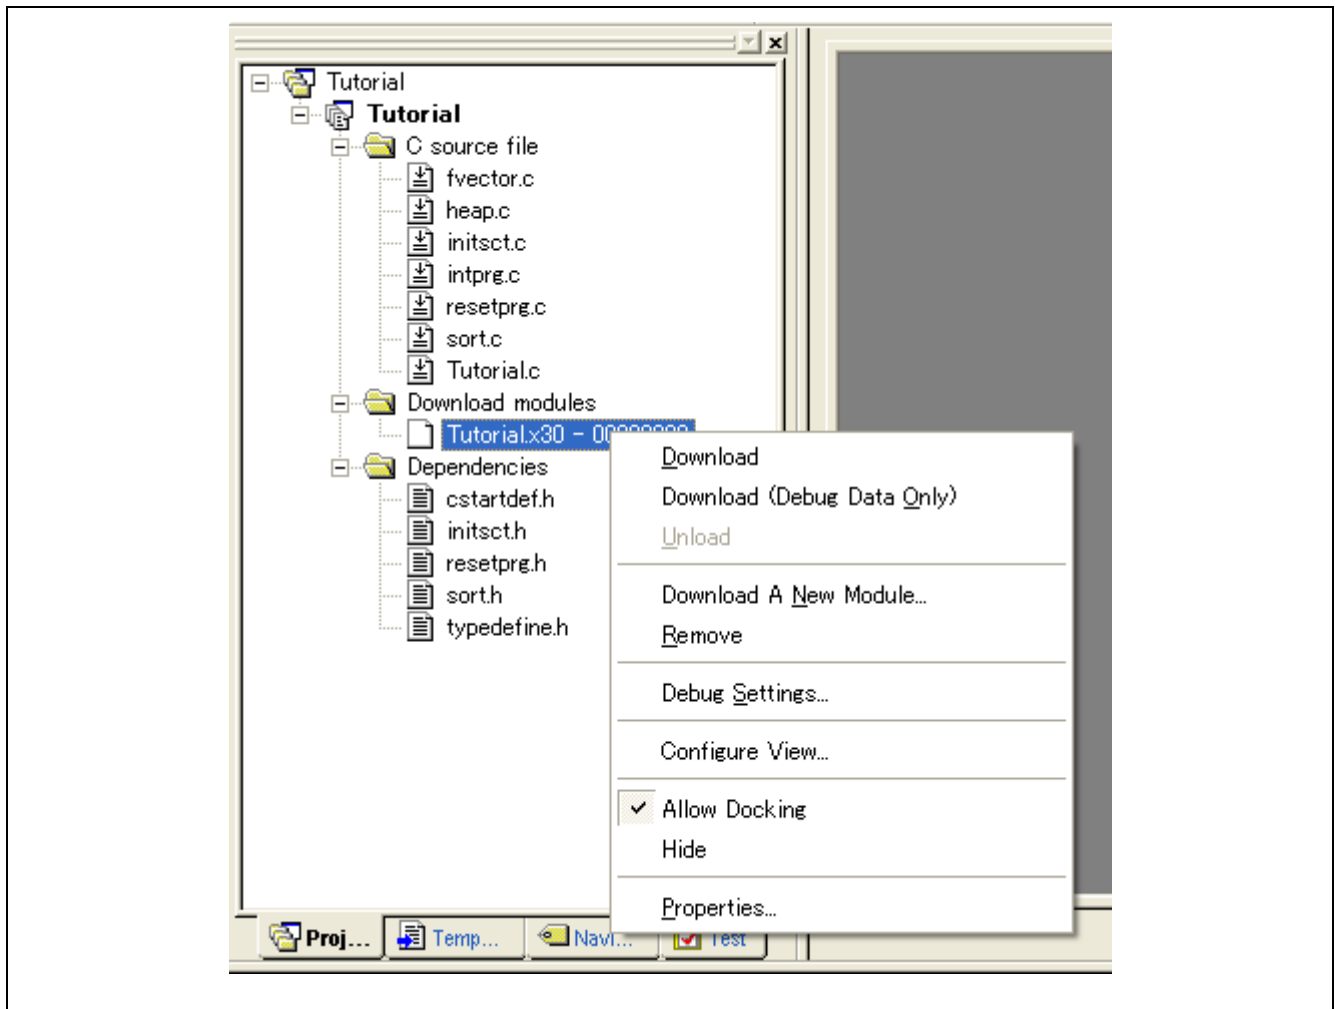 Tutorial
Tutorial
C source file
fvector.c
heap.c
initsct.c
intprg.c
resetprg.c
sort.c
Tutorial.c
Download modules
Tutorial.x30 - 00000000
Dependencies
cstartdef.h
initsct.h
resetprg.h
sort.h
typedefine.h
Download
Download (Debug Data Only)
Unload
Download A New Module...
Remove
Debug Settings...
Configure View...
Allow Docking
Hide
Properties...
Proj...
Temp...
Navi...
Test